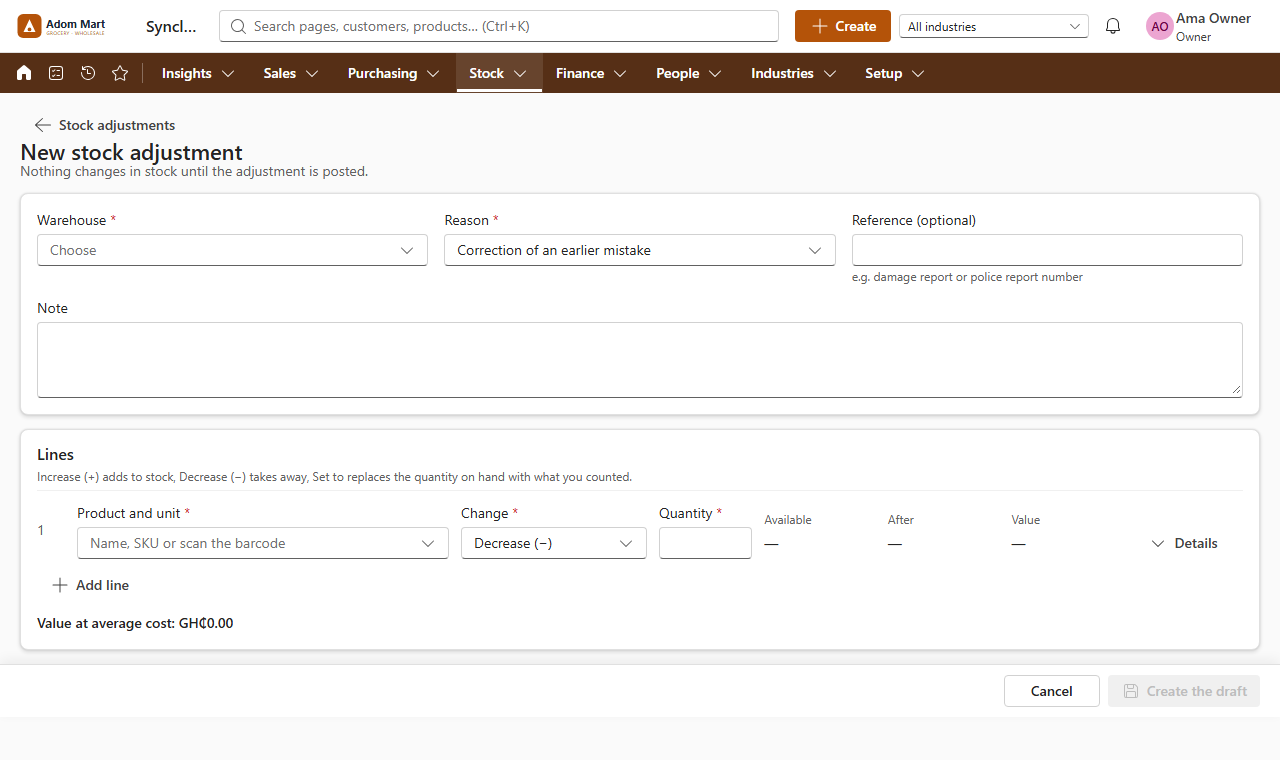 Adom Mart
GROCERY · WHOLESALE
Syncl...
Search pages, customers, products... (Ctrl+K)
Create
All industries
AO
Ama Owner
Owner
Insights
Sales
Purchasing
Stock
Finance
People
Industries
Setup
Stock adjustments
New stock adjustment
Nothing changes in stock until the adjustment is posted.
Warehouse *
Reason *
Reference (optional)
Choose
Correction of an earlier mistake
e.g. damage report or police report number
Note
Lines
Increase (+) adds to stock, Decrease (−) takes away, Set to replaces the quantity on hand with what you counted.
1
Product and unit *
Change *
Quantity *
Available
After
Value
Name, SKU or scan the barcode
Decrease (−)
—
—
—
Details
Add line
Value at average cost: GH₵0.00
Cancel
Create the draft